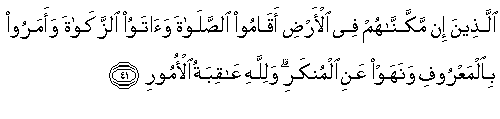 ٱلَّذِينَ إِن مَّكَّنَّـٰهُمْ فِى ٱلْأَرْضِ أَقَامُوا۟ ٱلصَّلَوٰةَ وَءَاتَوُا۟ ٱلزَّكَوٰةَ وَأَمَرُوا۟
بِٱلْمَعْرُوفِ وَنَهَوْا۟ عَنِ ٱلْمُنكَرِ ۗ وَلِلَّهِ عَـٰقِبَةُ ٱلْأُمُورِ ﴿٤١﴾